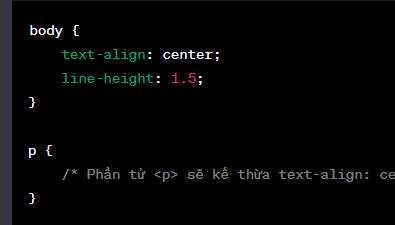 body {
    text-align: center;
    line-height: 1.5;
}

p {
    /* Phần tử <p> sẽ kế thừa text-align: ce
}